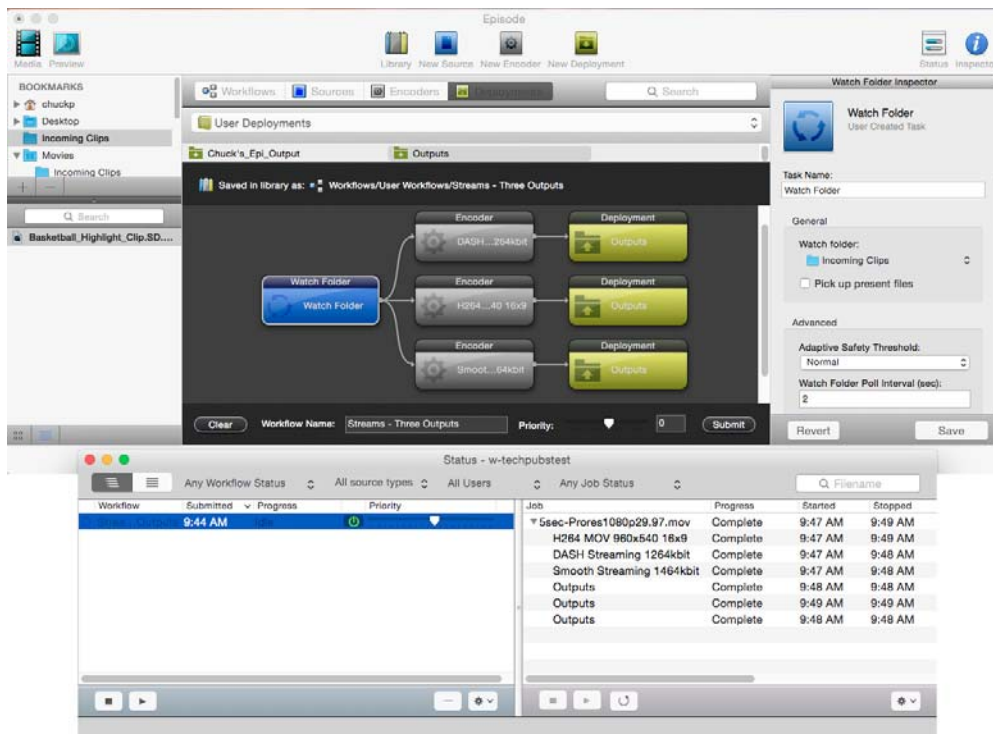 Episode
Media Preview
Library New Source New Encoder New Deployment
Status Inspecto
BOOKMARKS
chuckp
Desktop
Incoming Clips
Movies
Incoming Clips
Search
Basketball_Highlight_Clip.SD....
Workflows Sources Encoders Deployments
Search
User Deployments
Chuck's_Epi_Output Outputs
Saved in library as: Workflows/User Workflows/Streams - Three Outputs
Encoder Deployment
DASH...264kbit Outputs
Watch Folder Encoder Deployment
Watch Folder H264....40 16x9 Outputs
Encoder Deployment
Smoot...64kbit Outputs
Clear Workflow Name: Streams - Three Outputs Priority: 0 Submit
Watch Folder Inspector
Watch Folder
User Created Task
Task Name:
Watch Folder
General
Watch folder:
Incoming Clips
Pick up present files
Advanced
Adaptive Safety Threshold:
Normal
Watch Folder Poll Interval (sec):
2
Revert Save
Status - w-techpubstest
Any Workflow Status All source types All Users Any Job Status Filename
Workflow Submitted Progress Priority
9:44 AM Idle
Job Progress Started Stopped
5sec-Prores1080p29.97.mov Complete 9:47 AM 9:49 AM
H264 MOV 960x540 16x9 Complete 9:47 AM 9:49 AM
DASH Streaming 1264kbit Complete 9:47 AM 9:48 AM
Smooth Streaming 1464kbit Complete 9:47 AM 9:48 AM
Outputs Complete 9:48 AM 9:48 AM
Outputs Complete 9:49 AM 9:49 AM
Outputs Complete 9:48 AM 9:48 AM